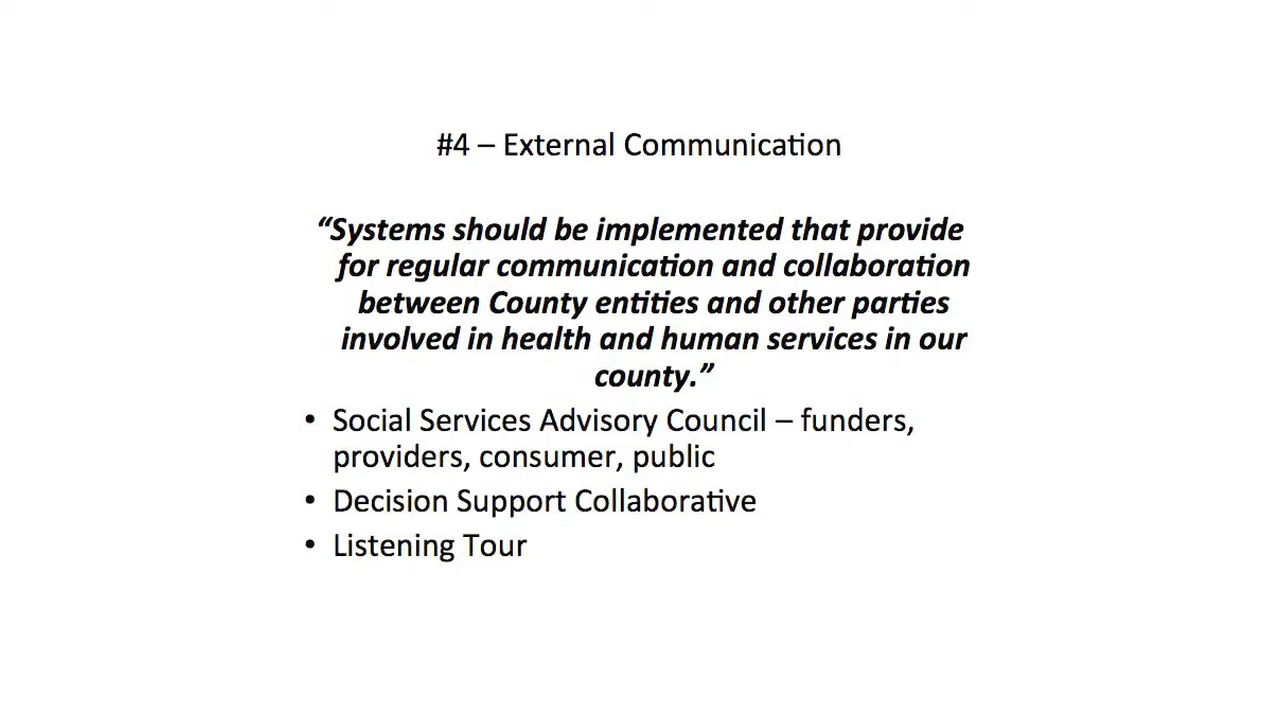 #4 – External Communication
“Systems should be implemented that provide
for regular communication and collaboration
between County entities and other parties
involved in health and human services in our
county.”
• Social Services Advisory Council – funders,
providers, consumer, public
• Decision Support Collaborative
• Listening Tour